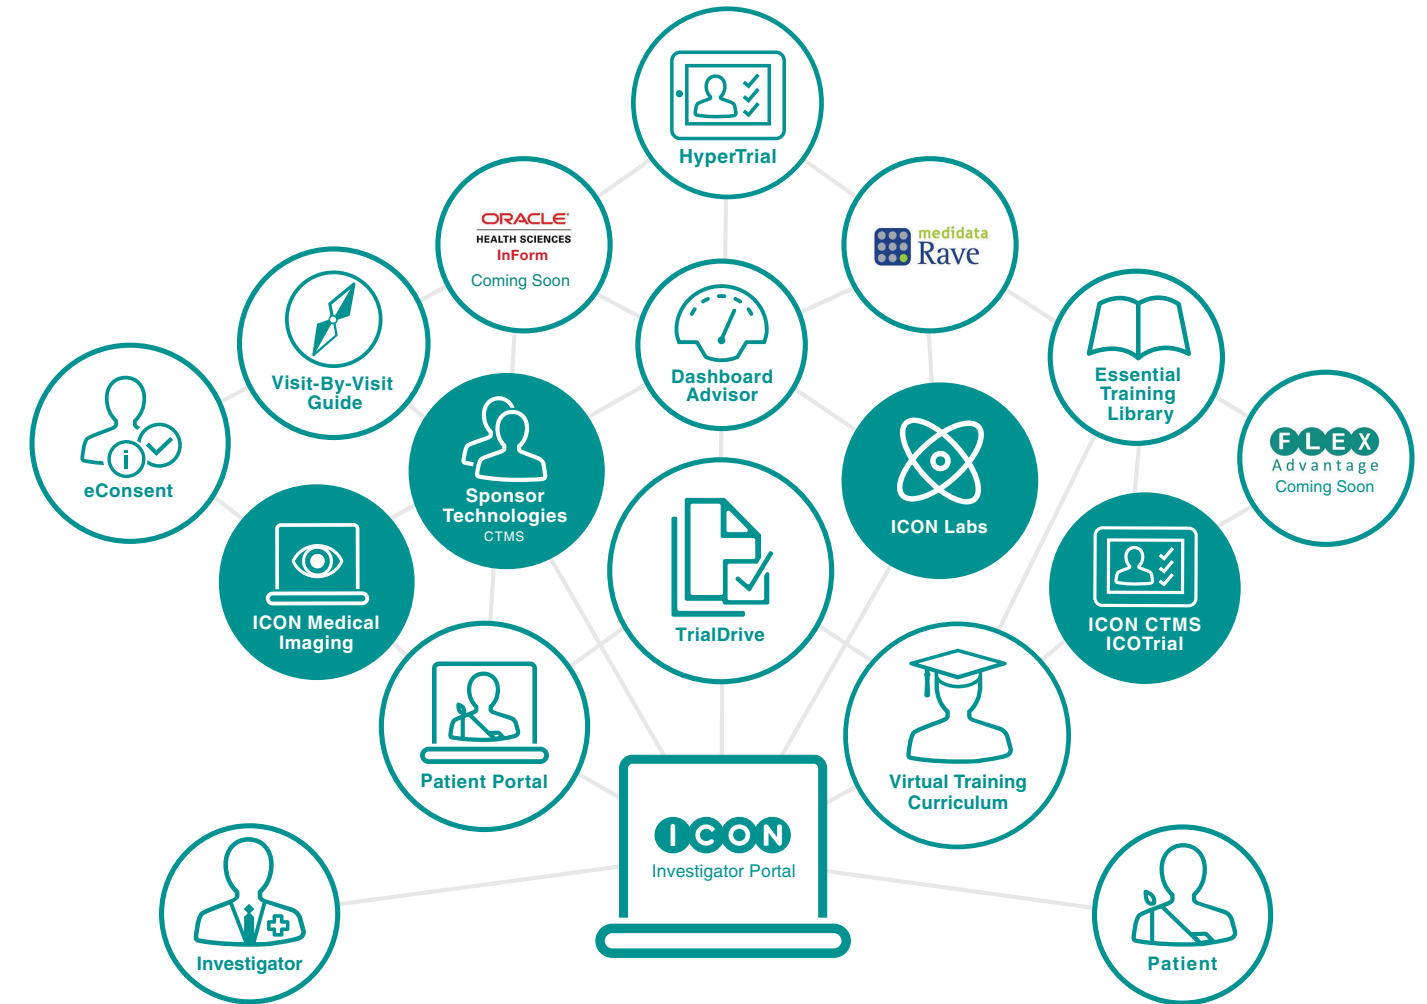 HyperTrial
ORACLE
HEALTH SCIENCES
InForm
Coming Soon
medidata
Rave
Visit-By-Visit
Guide
Dashboard
Advisor
Essential
Training
Library
i
eConsent
Sponsor
Technologies
CTMS
ICON Labs
FLEX
Advantage
Coming Soon
ICON Medical
Imaging
TrialDrive
ICON CTMS
ICOTrial
Patient Portal
Virtual Training
Curriculum
ICON
Investigator Portal
Investigator
Patient